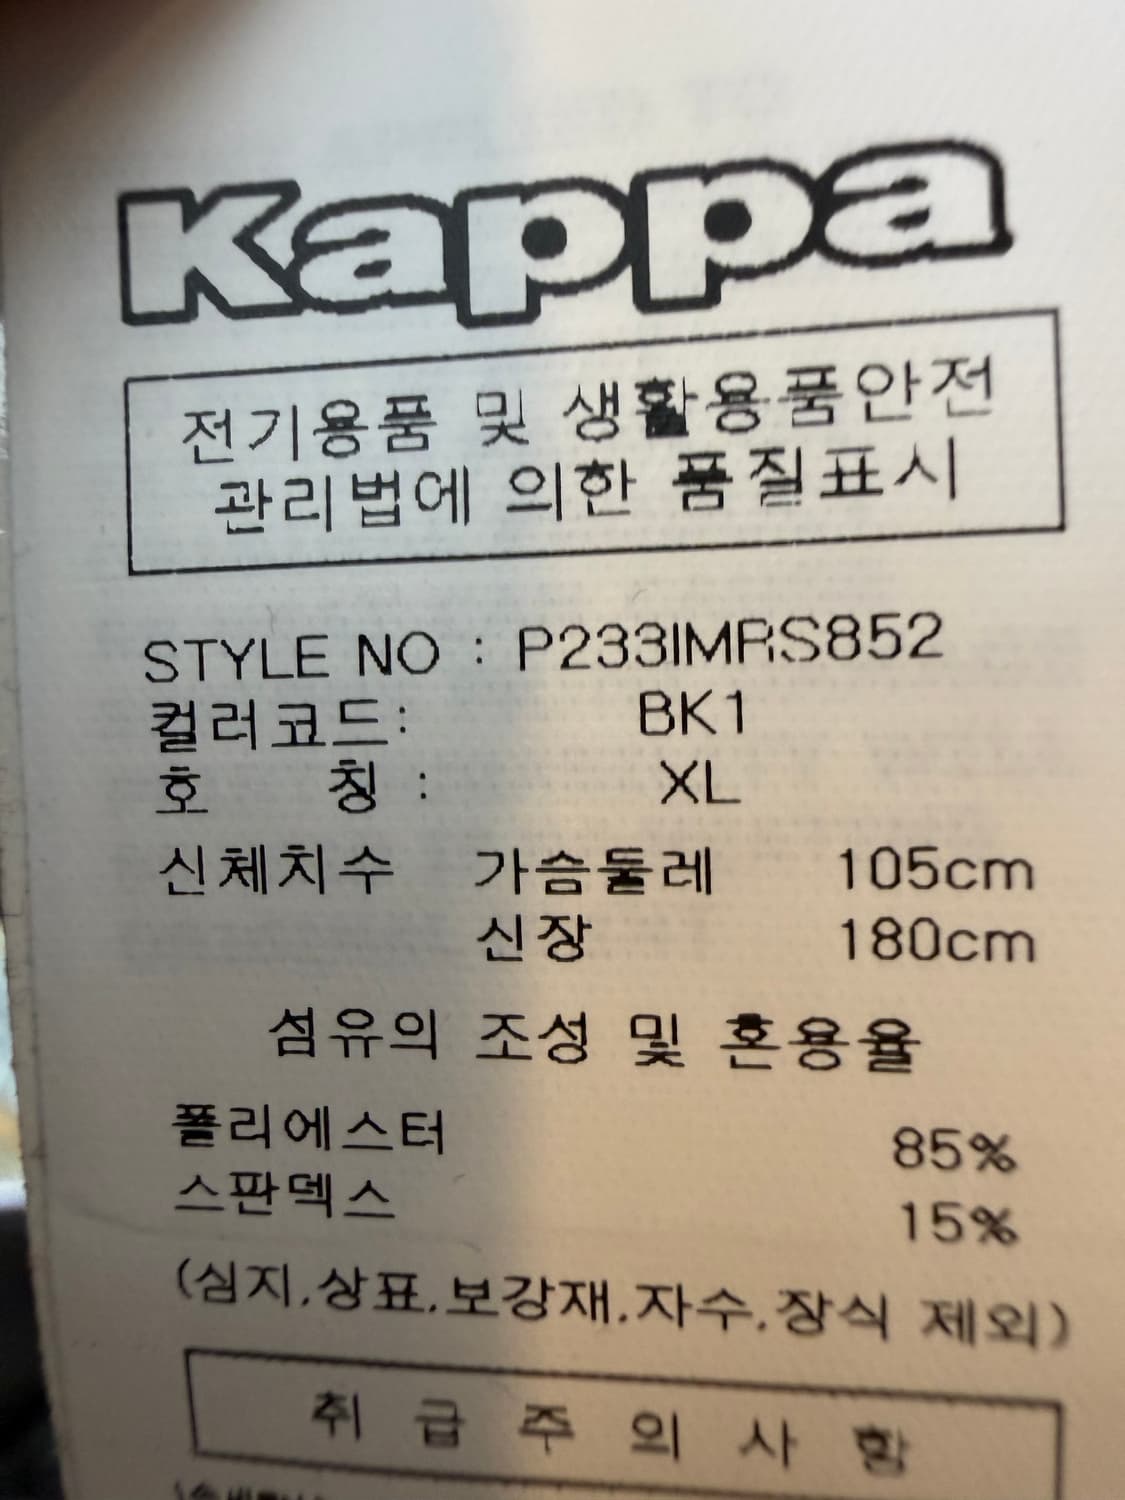 Kappa
전기용품 및 생활용품안전
관리법에 의한 품질표시
STYLE NO : P233IMRS852
컬러코드: BK1
호 칭 : XL
신체치수 가슴둘레 105cm
신장 180cm
섬유의 조성 및 혼용율
폴리에스터 85%
스판덱스 15%
(심지,상표,보강재,자수,장식 제외)
취급주의사항